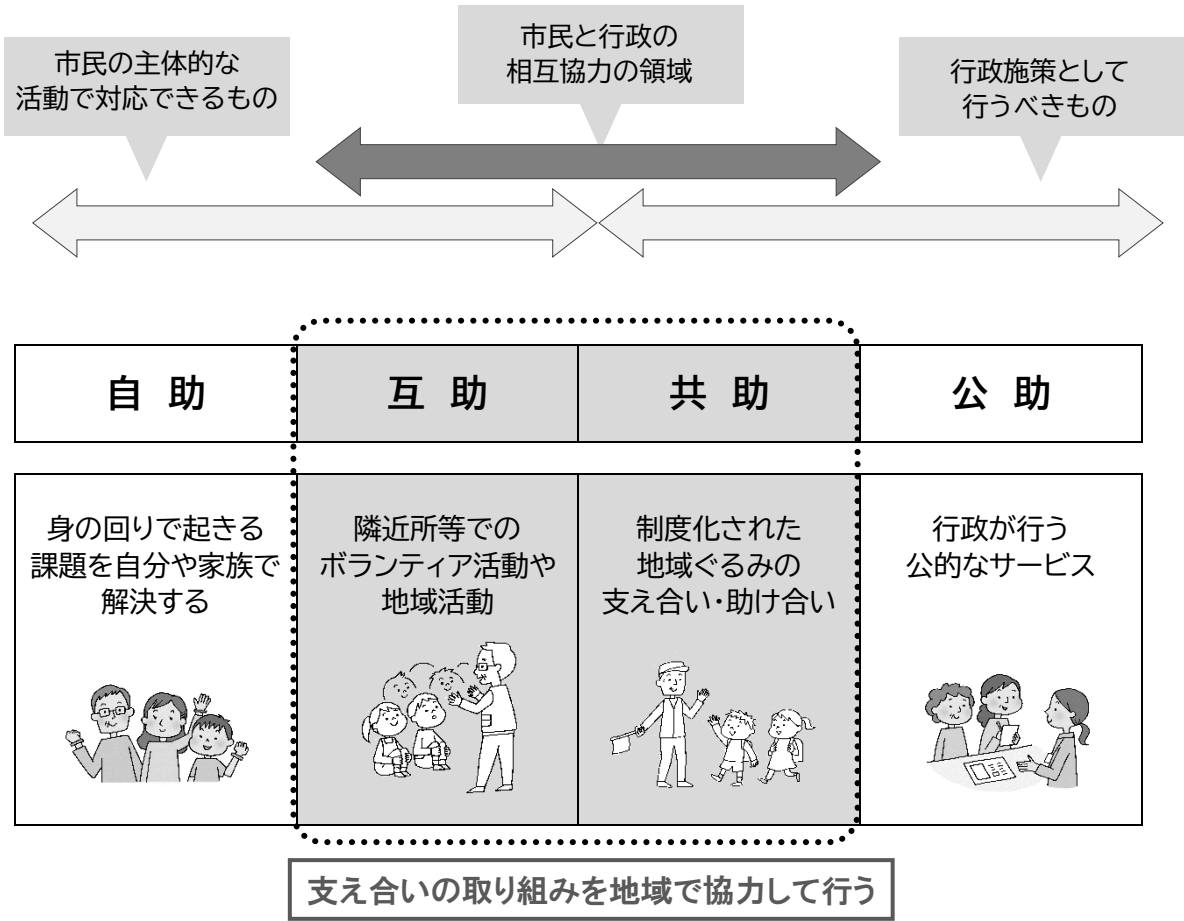 市民の主体的な
活動で対応できるもの
市民と行政の
相互協力の領域
行政施策として
行うべきもの
自 助
互 助
共 助
公 助
身の回りで起きる
課題を自分や家族で
解決する
隣近所等での
ボランティア活動や
地域活動
制度化された
地域ぐるみの
支え合い・助け合い
行政が行う
公的なサービス
支え合いの取り組みを地域で協力して行う